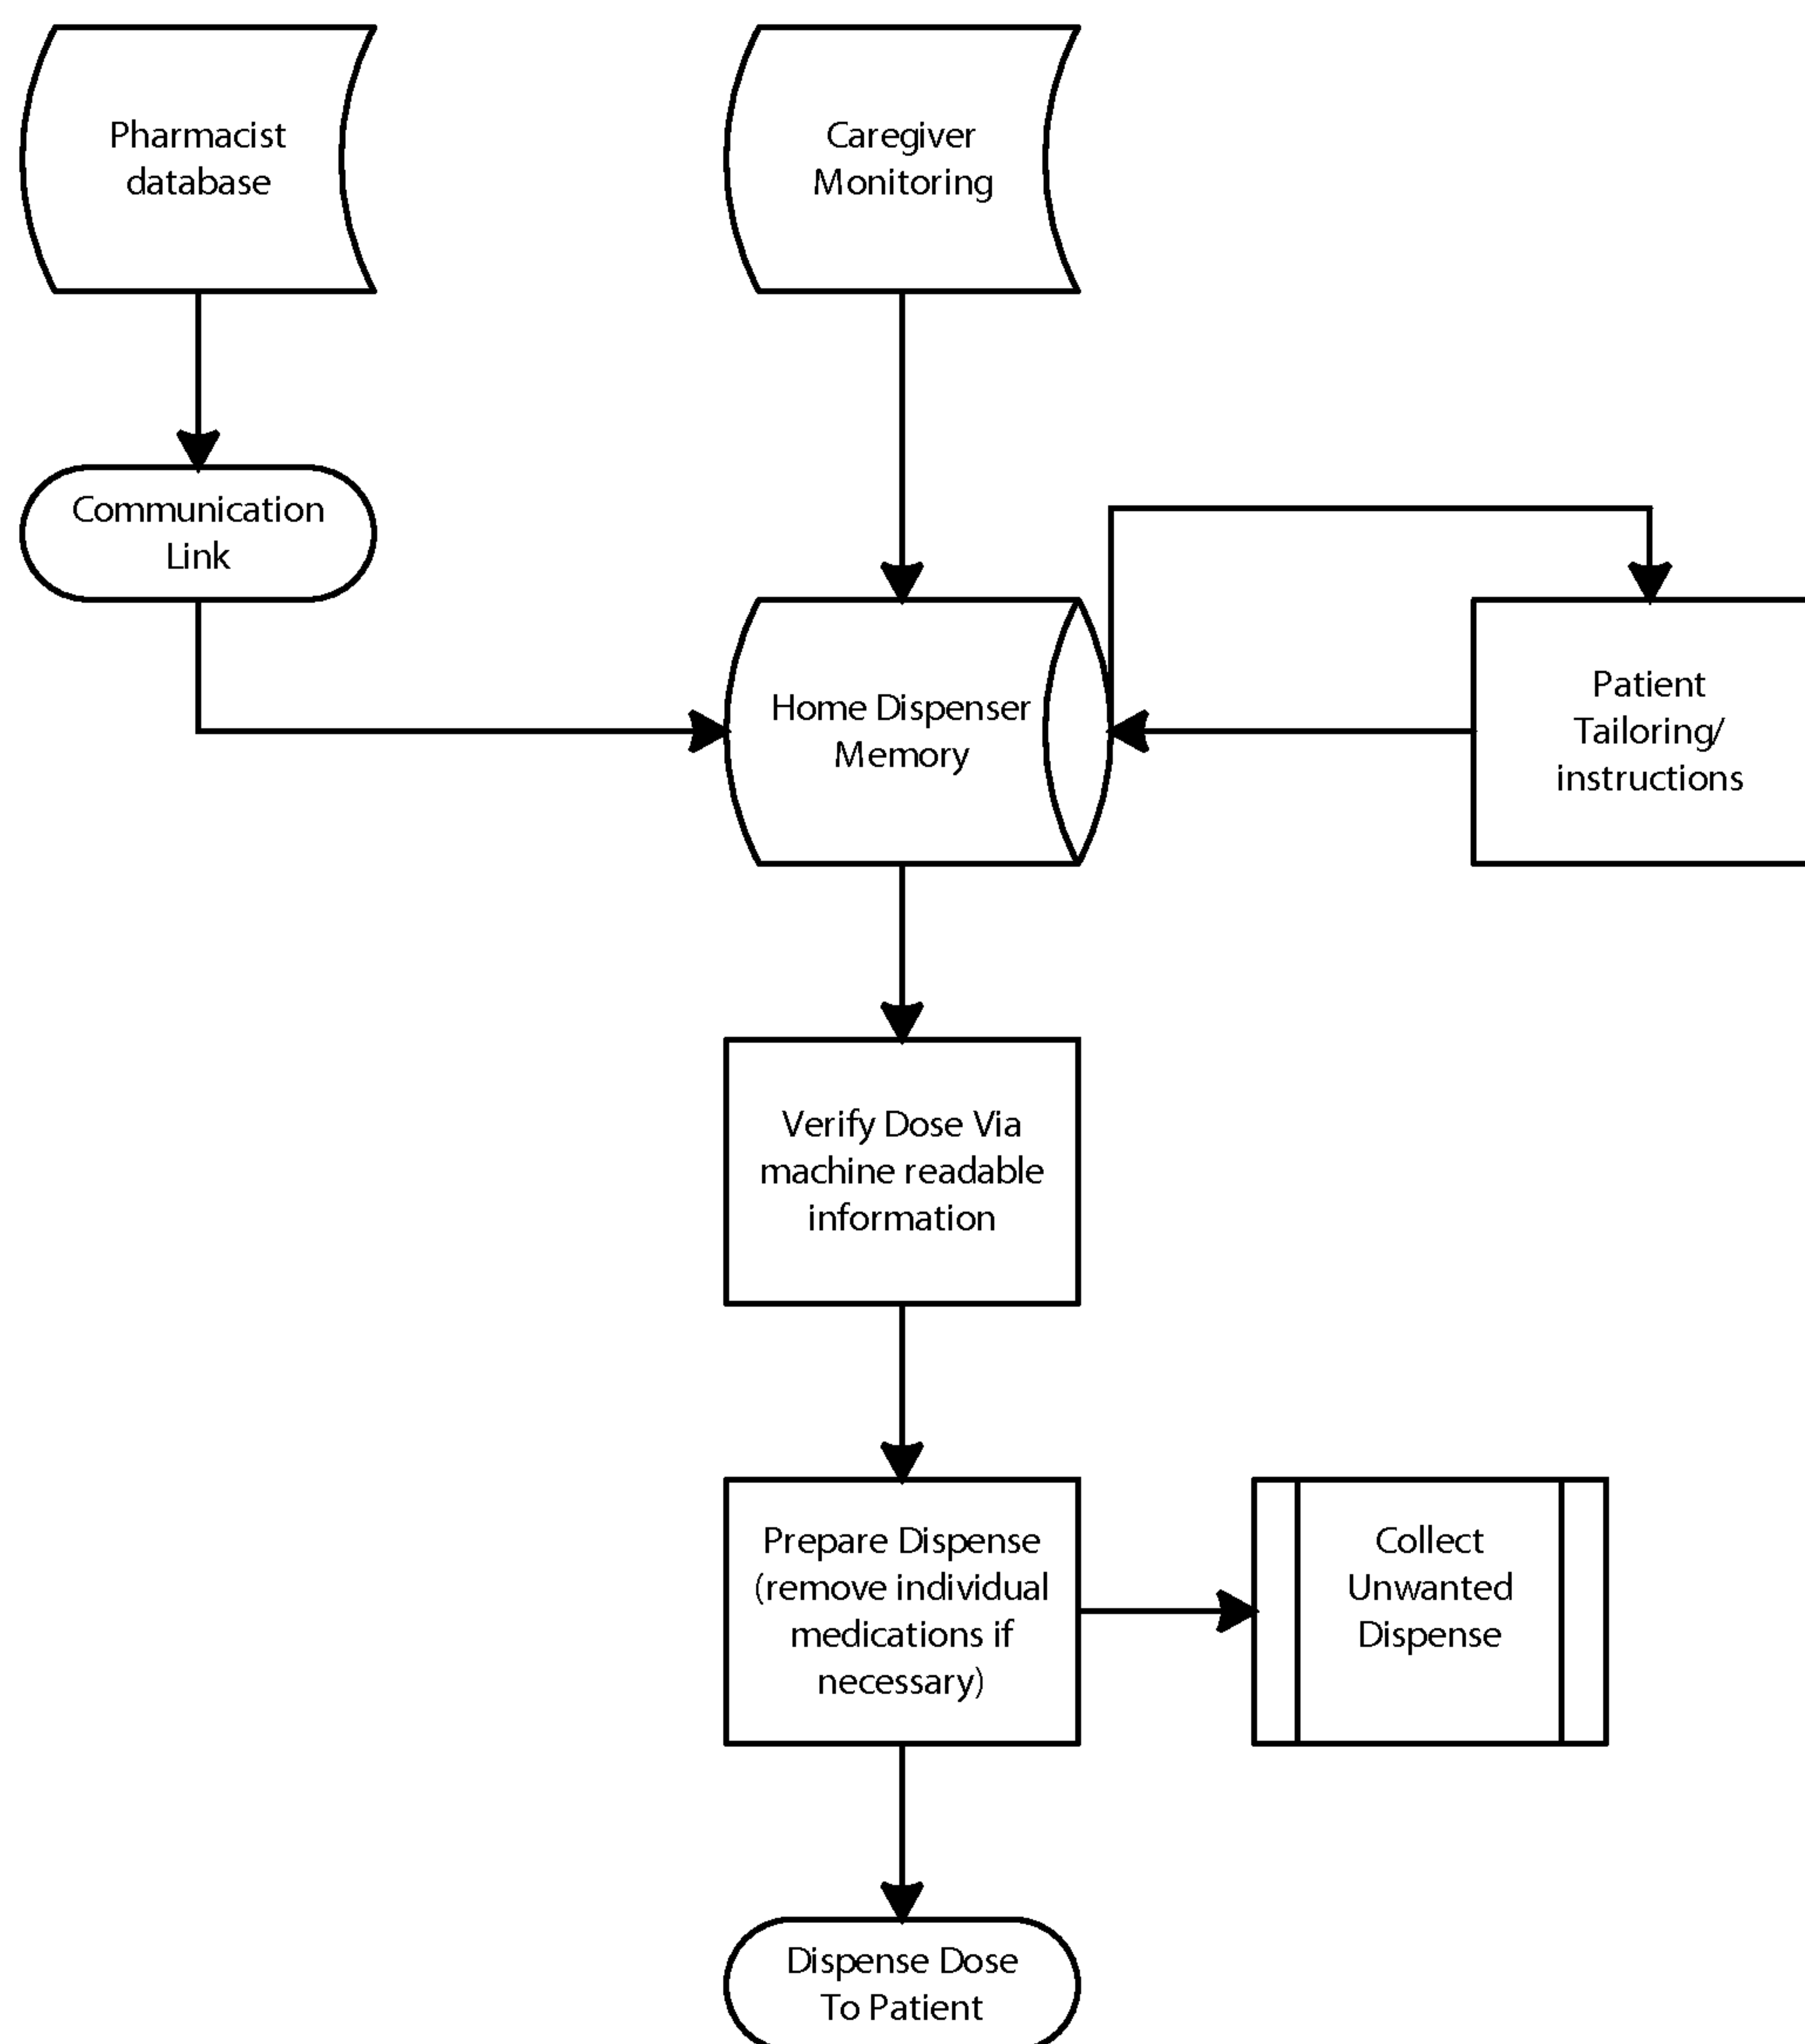 Pharmacist
database
Caregiver
Monitoring
Communication
Link
Home Dispenser
Memory
Patient
Tailoring/
instructions
Verify Dose Via
machine readable
information
Prepare Dispense
(remove individual
medications if
necessary)
Collect
Unwanted
Dispense
Dispense Dose
To Patient